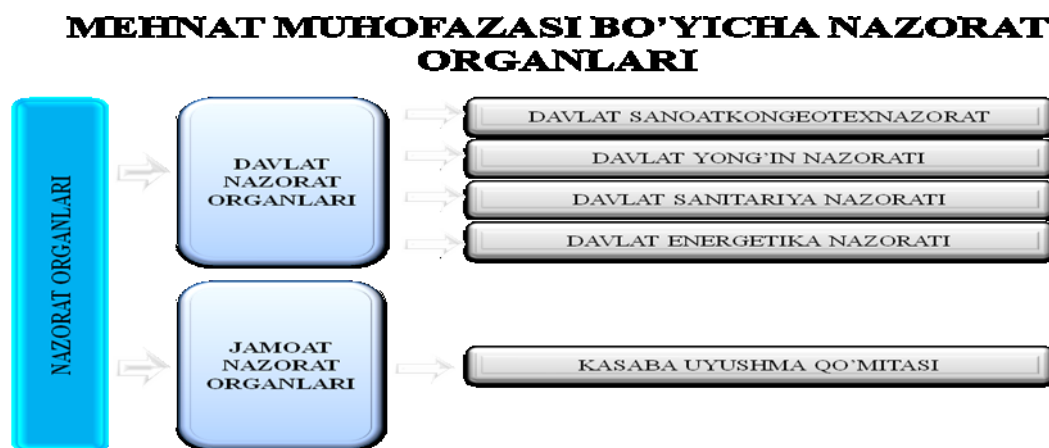 MEHNAT MUHOFAZASI BO’YICHA NAZORAT
ORGANLARI
NAZORAT ORGANLARI
DAVLAT
NAZORAT
ORGANLARI
DAVLAT SANOATKONGEOTEXNAZORAT
DAVLAT YONG’IN NAZORATI
DAVLAT SANITARIYA NAZORATI
DAVLAT ENERGETIKA NAZORATI
JAMOAT
NAZORAT
ORGANLARI
KASABA UYUSHMA QO’MITASI